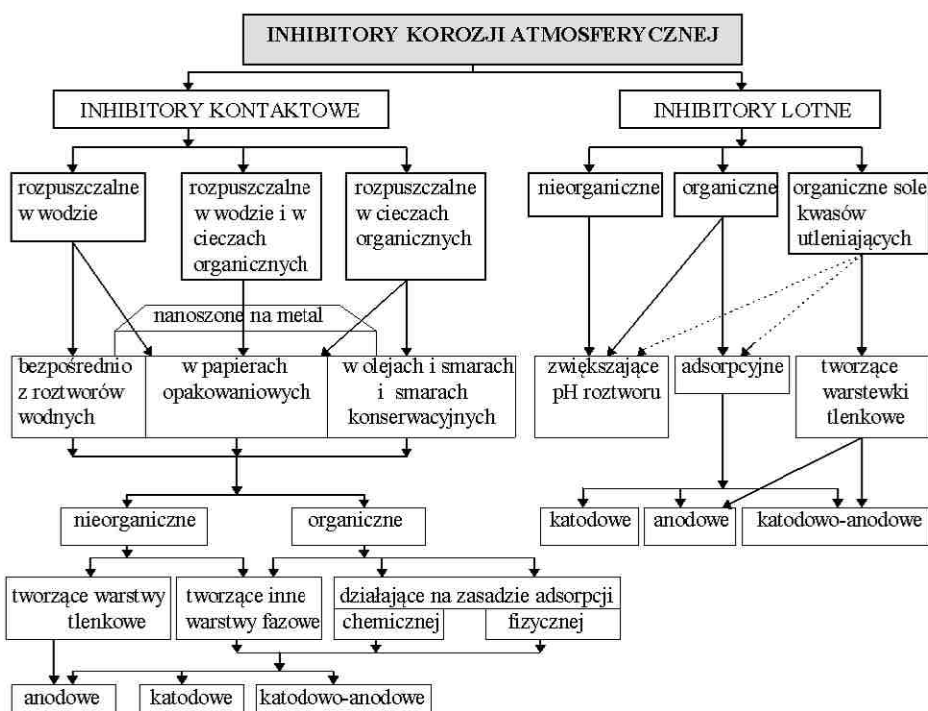 INHIBITORY KOROZJI ATMOSFERYCZNEJ
INHIBITORY KONTAKTOWE
INHIBITORY LOTNE
rozpuszczalne
w wodzie
rozpuszczalne
w wodzie i w
cieczach
organicznych
rozpuszczalne
w cieczach
organicznych
nieorganiczne
organiczne
organiczne sole
kwasów
utleniających
nanoszone na metal
bezpośrednio
z roztworów
wodnych
w papierach
opakowaniowych
w olejach i smarach
i smarach
konserwacyjnych
zwiększające
pH roztworu
adsorpcyjne
tworzące
warstewki
tlenkowe
katodowe
anodowe
katodowo-anodowe
nieorganiczne
organiczne
tworzące warstwy
tlenkowe
tworzące inne
warstwy fazowe
działające na zasadzie adsorpcji
chemicznej
fizycznej
anodowe
katodowe
katodowo-anodowe